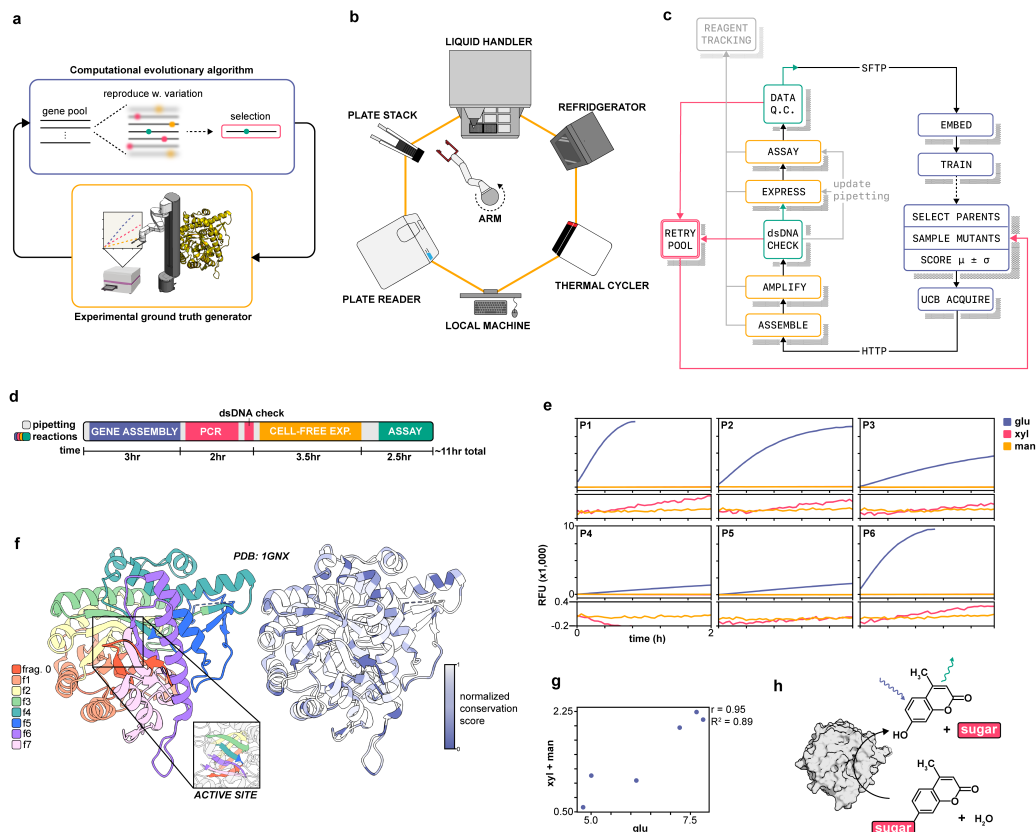 a
Computational evolutionary algorithm
gene pool
reproduce w. variation
selection
Experimental ground truth generator
b
LIQUID HANDLER
PLATE STACK
REFRIDGERATOR
ARM
PLATE READER
THERMAL CYCLER
LOCAL MACHINE
c
REAGENT
TRACKING
SFTP
DATA
Q.C.
EMBED
ASSAY
TRAIN
EXPRESS
update
pipetting
RETRY
POOL
dsDNA
CHECK
SELECT PARENTS
SAMPLE MUTANTS
SCORE μ ± σ
AMPLIFY
UCB ACQUIRE
ASSEMBLE
HTTP
d
dsDNA check
pipetting
reactions
GENE ASSEMBLY
PCR
CELL-FREE EXP.
ASSAY
time
3hr
2hr
3.5hr
2.5hr
~11hr total
e
P1
P2
P3
glu
xyl
man
P4
P5
P6
10
0
0.4
-0.2
RFU (x1,000)
0
time (h)
2
f
PDB: 1GNX
frag. 0
f1
f2
f3
f4
f5
f6
f7
ACTIVE SITE
1
0
normalized
conservation
score
g
2.25
r = 0.95
R² = 0.89
xyl + man
0.50
5.0
7.5
glu
h
H₃C
HO
O
O
+ sugar
H₃C
O
O
sugar
+ H₂O